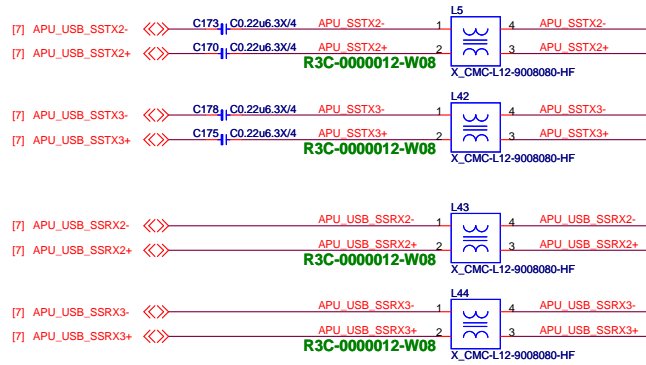 L5
[7] APU_USB_SSTX2- C173 C0.22u6.3X/4 APU_SSTX2- 1 4 APU_SSTX2-
[7] APU_USB_SSTX2+ C170 C0.22u6.3X/4 APU_SSTX2+ 2 3 APU_SSTX2+
R3C-0000012-W08
X_CMC-L12-9008080-HF
L42
[7] APU_USB_SSTX3- C178 C0.22u6.3X/4 APU_SSTX3- 1 4 APU_SSTX3-
[7] APU_USB_SSTX3+ C175 C0.22u6.3X/4 APU_SSTX3+ 2 3 APU_SSTX3+
R3C-0000012-W08
X_CMC-L12-9008080-HF
L43
[7] APU_USB_SSRX2- APU_USB_SSRX2- 1 4 APU_USB_SSRX2-
[7] APU_USB_SSRX2+ APU_USB_SSRX2+ 2 3 APU_USB_SSRX2+
R3C-0000012-W08
X_CMC-L12-9008080-HF
L44
[7] APU_USB_SSRX3- APU_USB_SSRX3- 1 4 APU_USB_SSRX3-
[7] APU_USB_SSRX3+ APU_USB_SSRX3+ 2 3 APU_USB_SSRX3+
R3C-0000012-W08
X_CMC-L12-9008080-HF